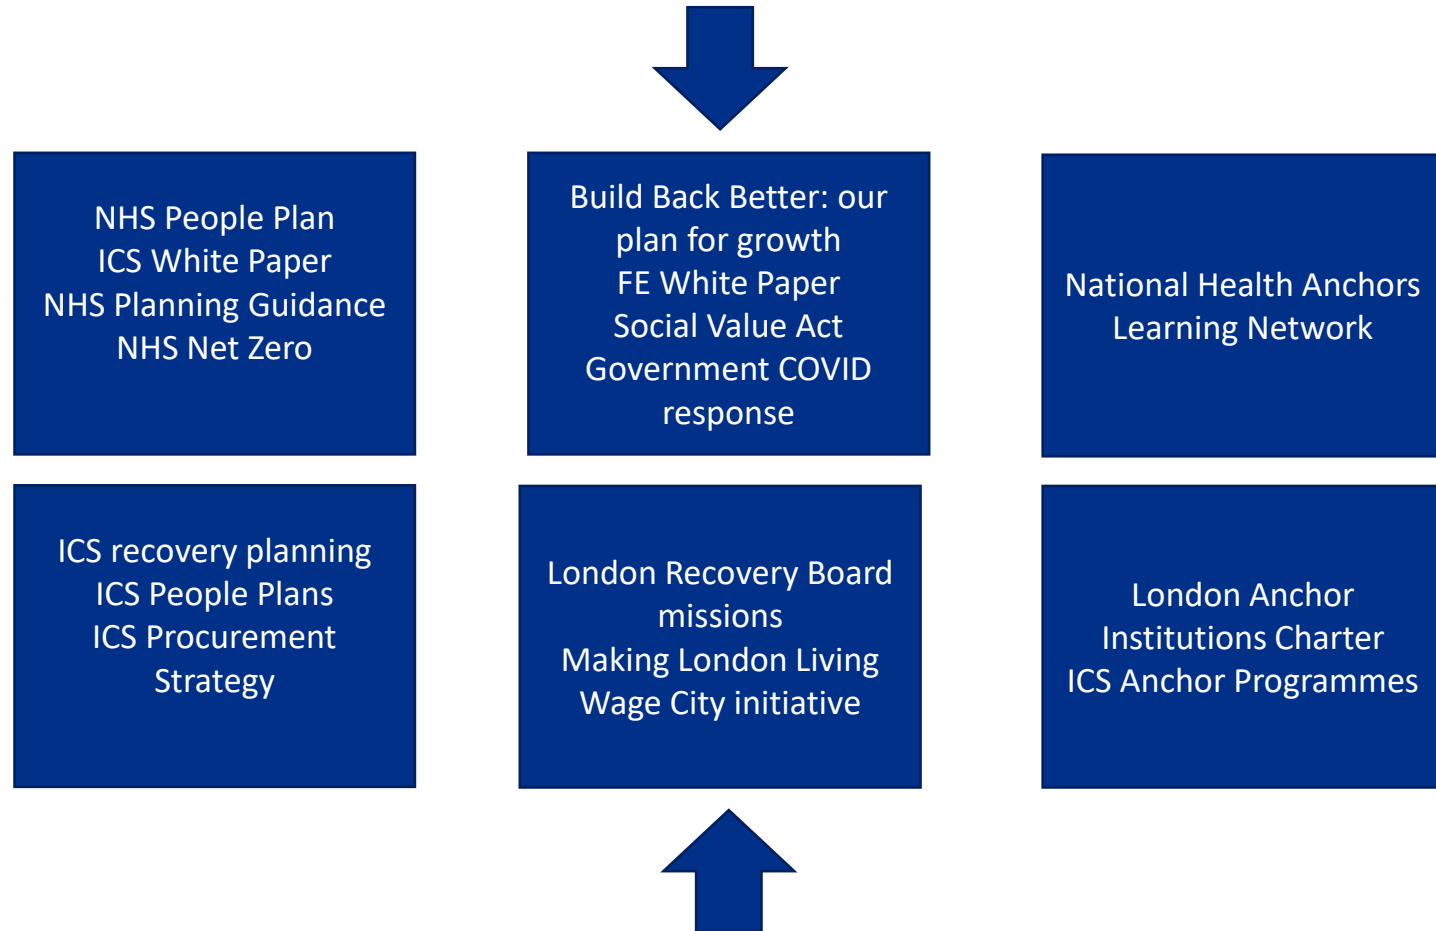 NHS People Plan
ICS White Paper
NHS Planning Guidance
NHS Net Zero
Build Back Better: our
plan for growth
FE White Paper
Social Value Act
Government COVID
response
National Health Anchors
Learning Network
ICS recovery planning
ICS People Plans
ICS Procurement
Strategy
London Recovery Board
missions
Making London Living
Wage City initiative
London Anchor
Institutions Charter
ICS Anchor Programmes